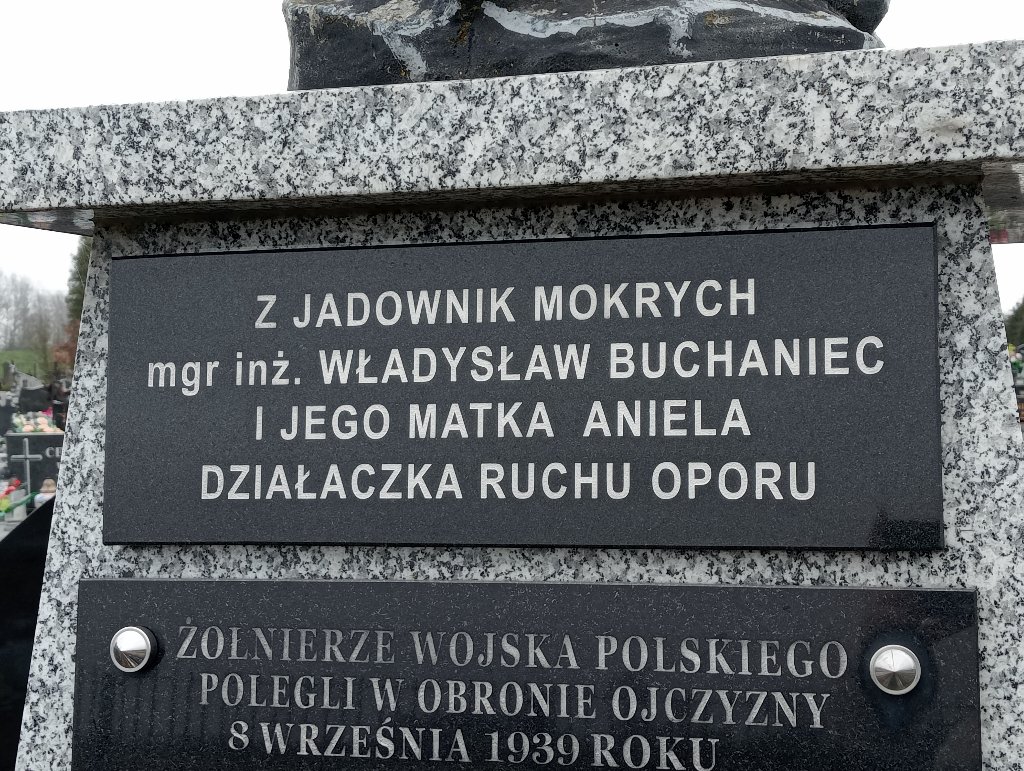 Z JADOWNIK MOKRYCH
mgr inż. WŁADYSŁAW BUCHANIEC
I JEGO MATKA ANIELA
DZIAŁACZKA RUCHU OPORU
ŻOŁNIERZE WOJSKA POLSKIEGO
POLEGLI W OBRONIE OJCZYZNY
8 WRZEŚNIA 1939 ROKU